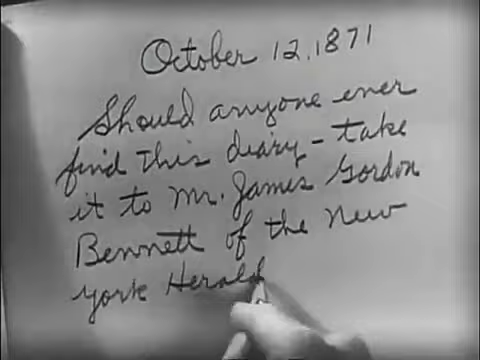 October 12, 1871
Should anyone ever
find this diary - take
it to Mr. James Gordon
Bennett of the New
York Herald